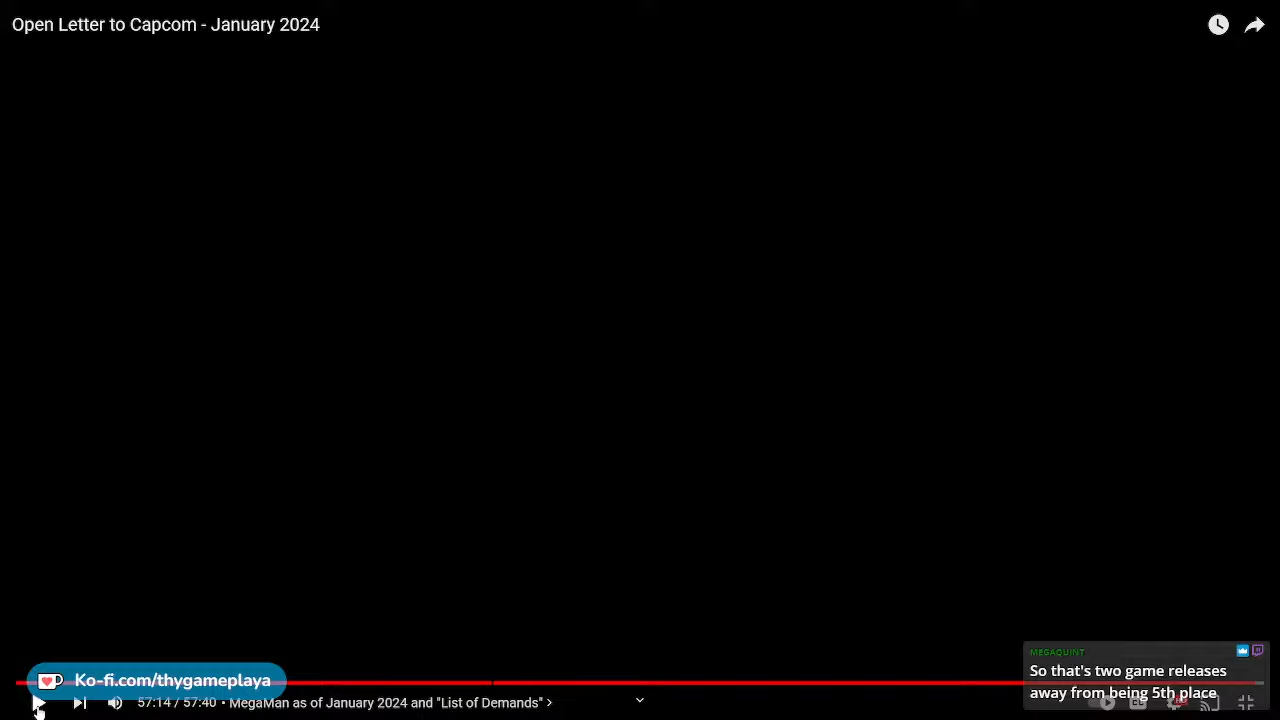 Open Letter to Capcom - January 2024
MEGAQUINT
So that's two game releases
away from being 5th place
Ko-fi.com/thygameplaya
57:14 / 57:40 • MegaMan as of January 2024 and "List of Demands" >